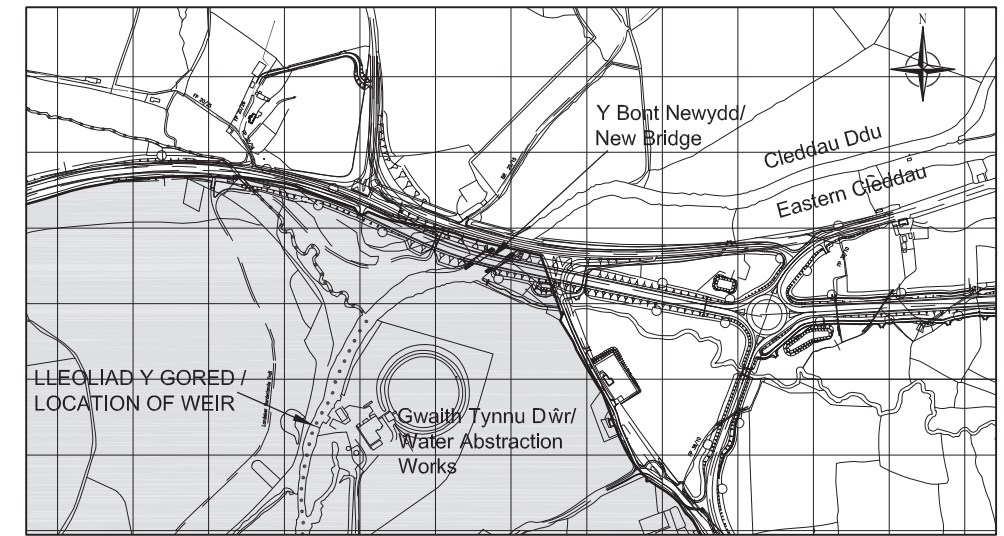 N
Y Bont Newydd/
New Bridge
Cleddau Ddu
Eastern Cleddau
LLEOLIAD Y GORED /
LOCATION OF WEIR
Gwaith Tynnu Dŵr/
Water Abstraction
Works